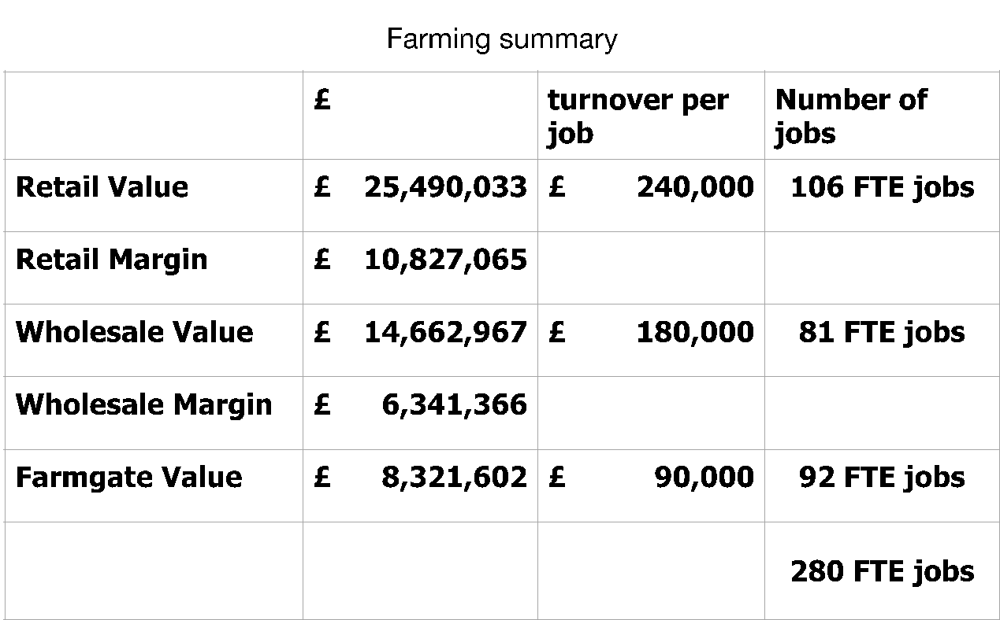 Farming summary
£ turnover per job Number of jobs
Retail Value £ 25,490,033 £ 240,000 106 FTE jobs
Retail Margin £ 10,827,065
Wholesale Value £ 14,662,967 £ 180,000 81 FTE jobs
Wholesale Margin £ 6,341,366
Farmgate Value £ 8,321,602 £ 90,000 92 FTE jobs
280 FTE jobs